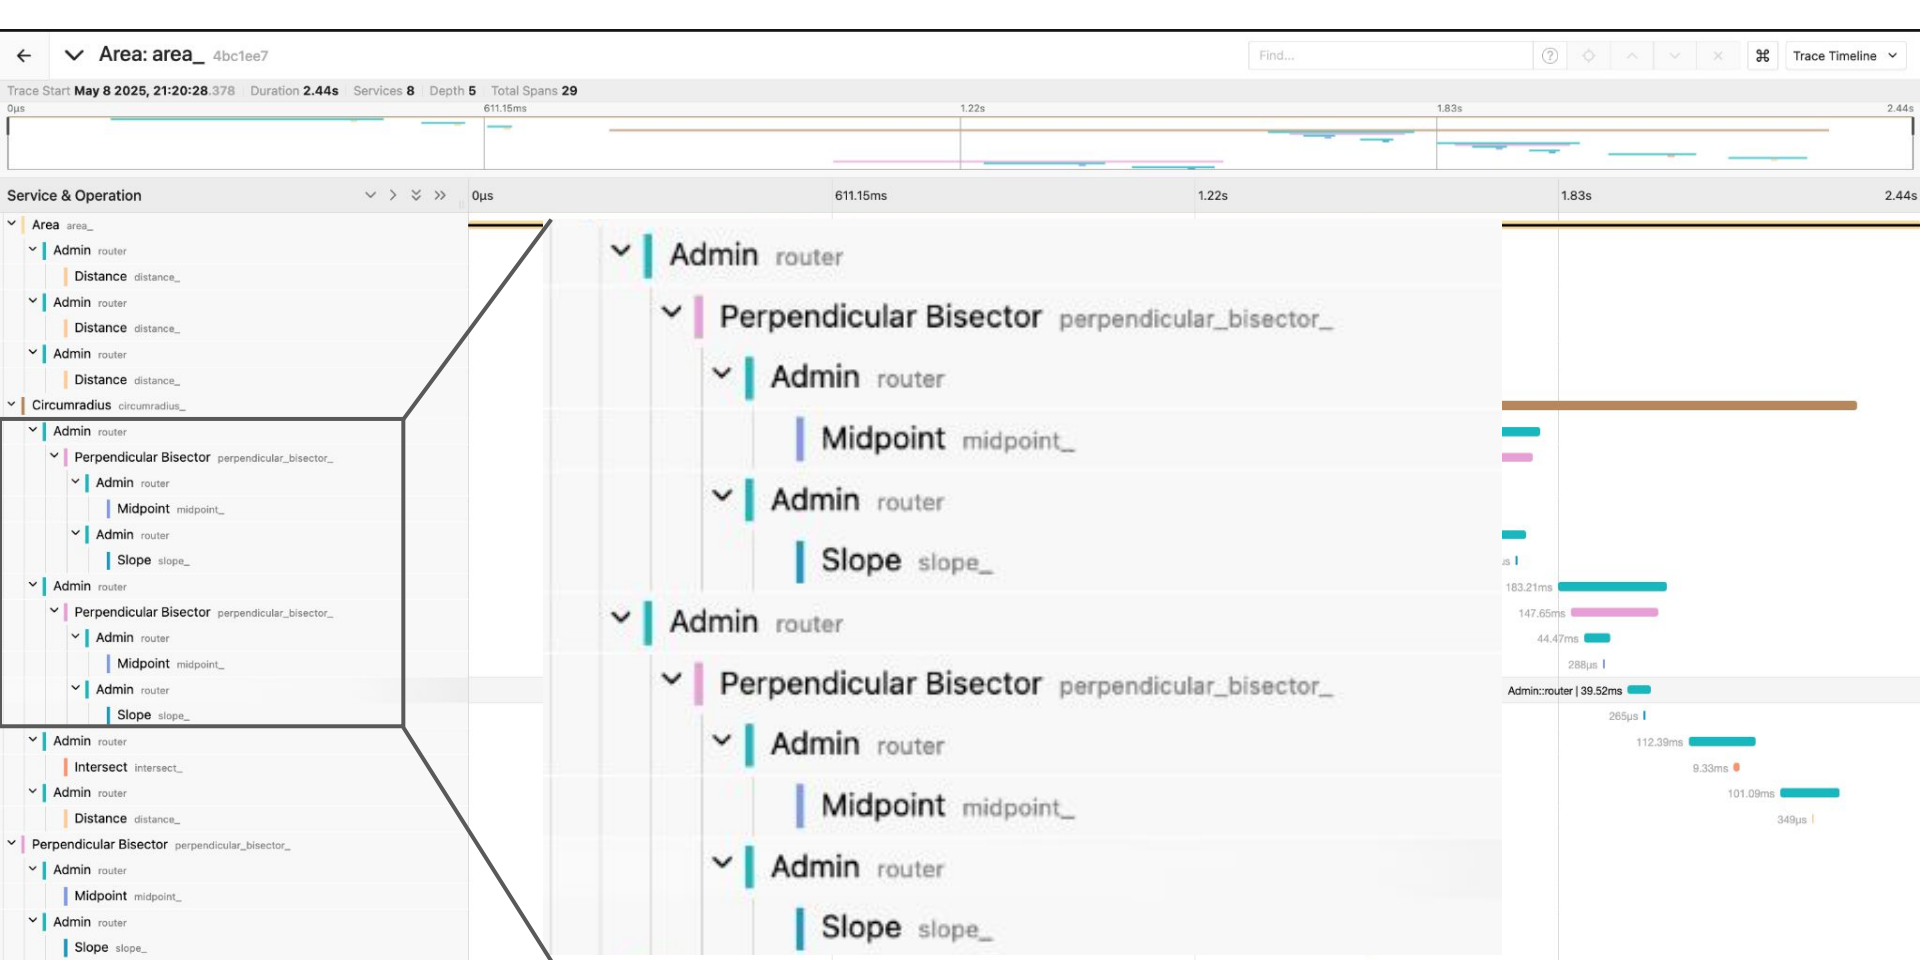 Area: area_ 4bc1ee7
Find...
Trace Timeline
Trace Start May 8 2025, 21:20:28.378 Duration 2.44s Services 8 Depth 5 Total Spans 29
0μs 611.15ms 1.22s 1.83s 2.44s
Service & Operation 0μs 611.15ms 1.22s 1.83s 2.44s
Area area_
Admin router
Distance distance_
Admin router
Distance distance_
Admin router
Distance distance_
Circumradius circumradius_
Admin router
Perpendicular Bisector perpendicular_bisector_
Admin router
Midpoint midpoint_
Admin router
Slope slope_
Admin router
Perpendicular Bisector perpendicular_bisector_
Admin router
Midpoint midpoint_
Admin router
Slope slope_
Admin router
Intersect intersect_
Admin router
Distance distance_
Perpendicular Bisector perpendicular_bisector_
Admin router
Midpoint midpoint_
Admin router
Slope slope_
Admin router
Perpendicular Bisector perpendicular_bisector_
Admin router
Midpoint midpoint_
Admin router
Slope slope_
Admin router
Perpendicular Bisector perpendicular_bisector_
Admin router
Midpoint midpoint_
Admin router
Slope slope_
183.21ms
147.65ms
44.47ms
288μs
Admin::router | 39.52ms
265μs
112.39ms
9.33ms
101.09ms
349μs